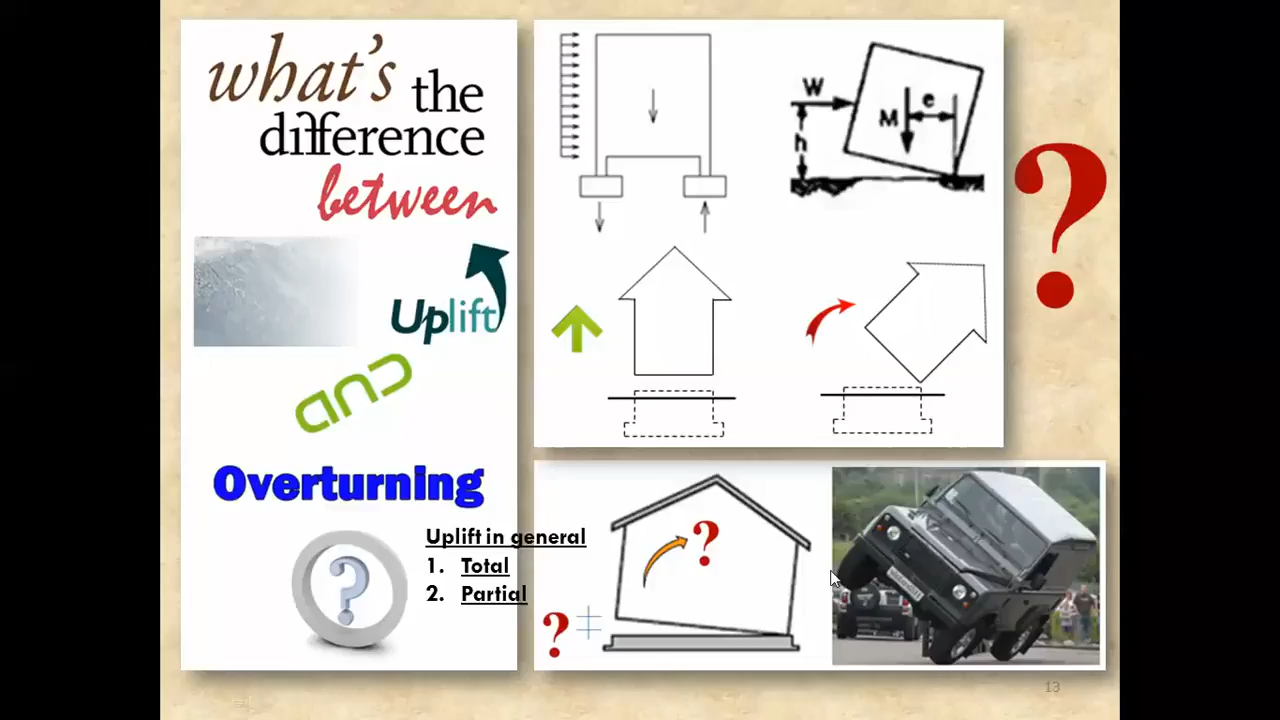 what's the
difference
between
Uplift
and
Overturning
?
Uplift in general
1. Total
2. Partial
W
h
M
e
?
?
?
13